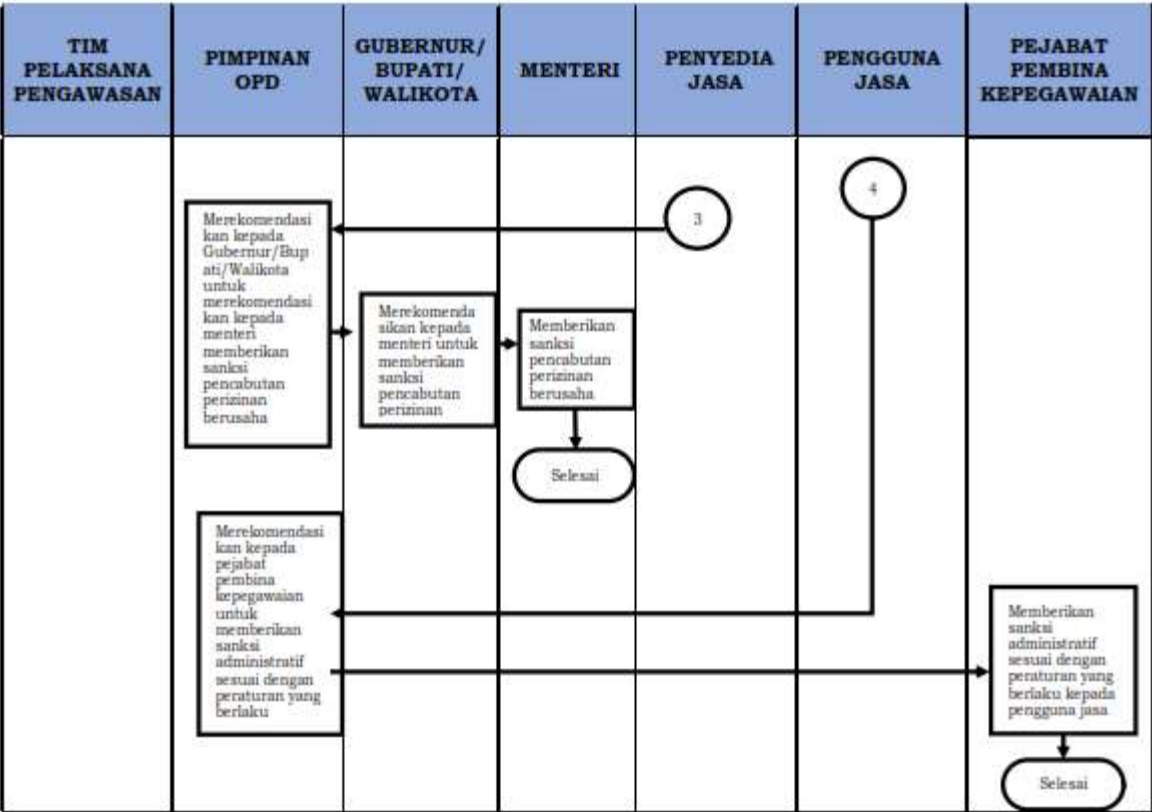 TIM
PELAKSANA
PENGAWASAN
PIMPINAN
OPD
GUBERNUR/
BUPATI/
WALIKOTA
MENTERI
PENYEDIA
JASA
PENGGUNA
JASA
PEJABAT
PEMBINA
KEPEGAWAIAN
3
4
Merekomendasi
kan kepada
Gubernur/Bup
ati/Walikota
untuk
merekomendasi
kan kepada
menteri
memberikan
sanksi
pencabutan
perizinan
berusaha
Merekomenda
sikan kepada
menteri untuk
memberikan
sanksi
pencabutan
perizinan
Memberikan
sanksi
pencabutan
perizinan
berusaha
Selesai
Merekomendasi
kan kepada
pejabat
pembina
kepegawaian
untuk
memberikan
sanksi
administratif
sesuai dengan
peraturan yang
berlaku
Memberikan
sanksi
administratif
sesuai dengan
peraturan yang
berlaku kepada
pengguna jasa
Selesai